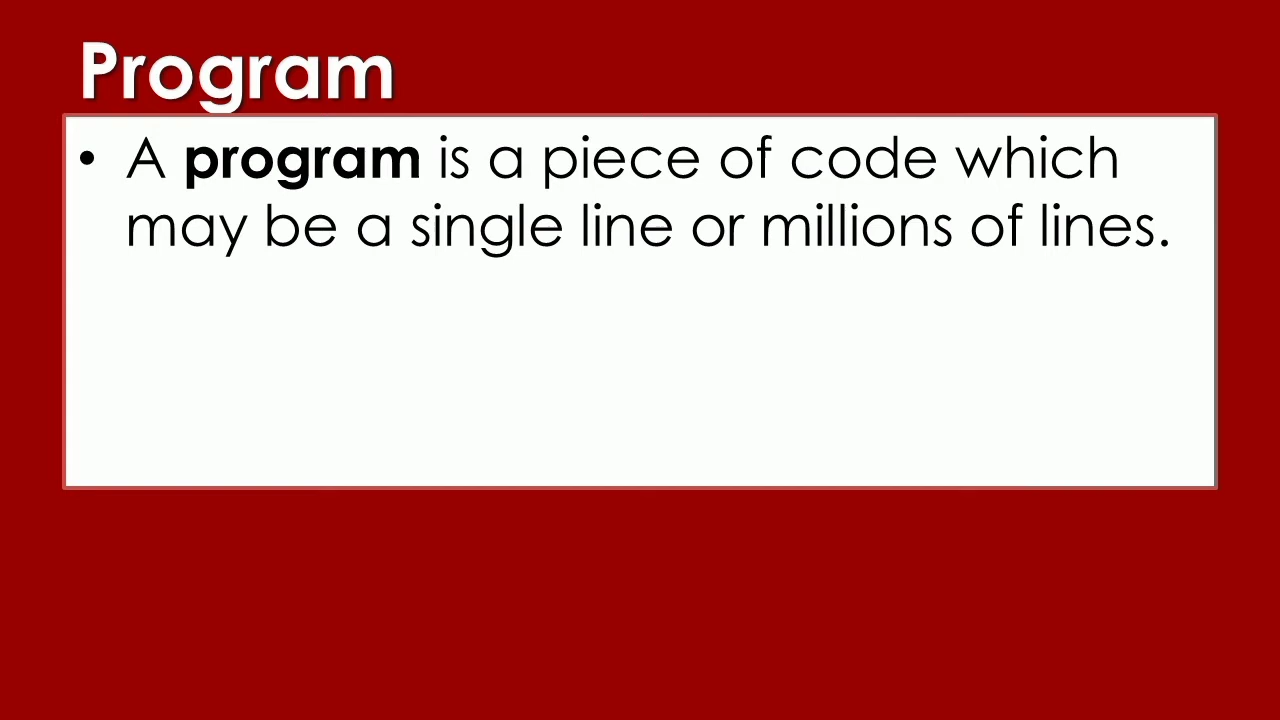 Program
• A program is a piece of code which
may be a single line or millions of lines.